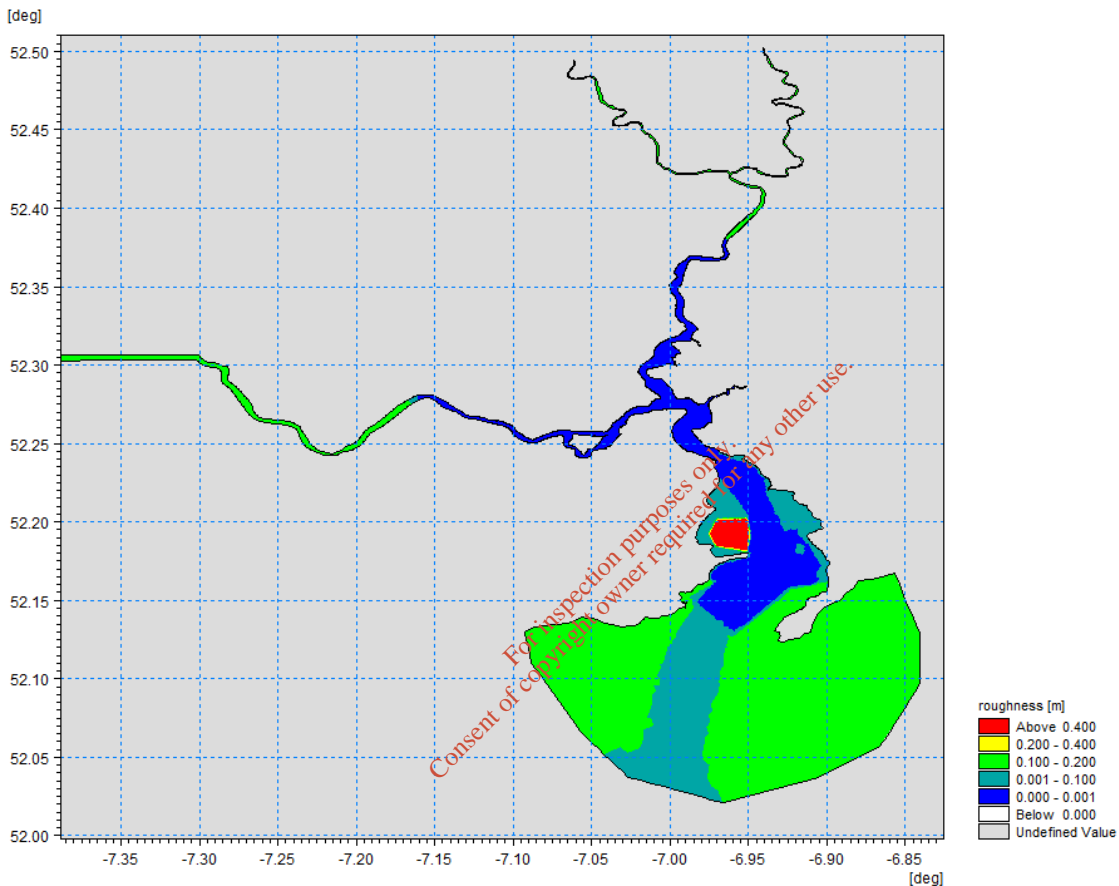 [deg]
52.50
52.45
52.40
52.35
52.30
52.25
52.20
52.15
52.10
52.05
52.00
-7.35
-7.30
-7.25
-7.20
-7.15
-7.10
-7.05
-7.00
-6.95
-6.90
-6.85
[deg]
For inspection purposes only.
Consent of copyright owner required for any other use.
roughness [m]
Above 0.400
0.200 - 0.400
0.100 - 0.200
0.001 - 0.100
0.000 - 0.001
Below 0.000
Undefined Value